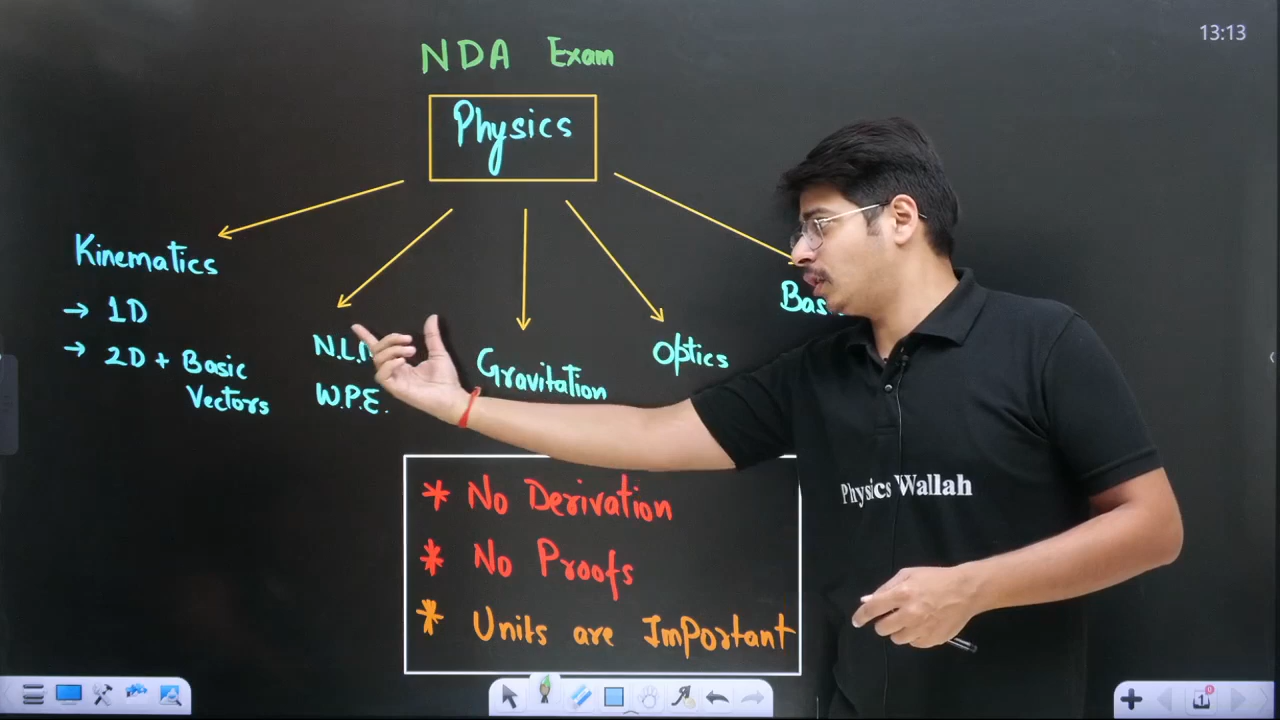 13:13
NDA Exam
Physics
Kinematics
→ 1D
→ 2D + Basic
Vectors
W.P.E.
Gravitation
Optics
* No Derivation
* No Proofs
* Units are Important
Physics Wallah
1